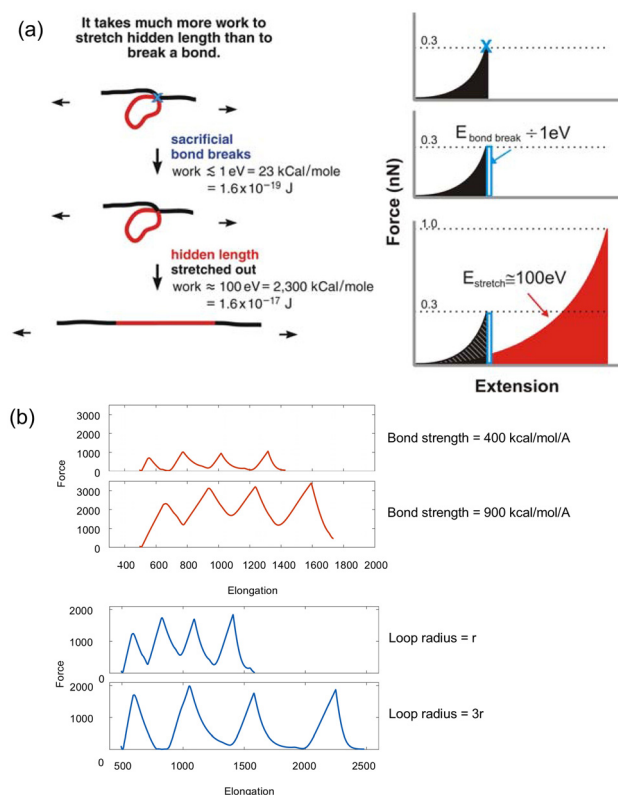 (a)
It takes much more work to
stretch hidden length than to
break a bond.
X
sacrificial
bond breaks
work ≲ 1 eV = 23 kCal/mole
= 1.6x10⁻¹⁹ J
hidden length
stretched out
work ≈ 100 eV = 2,300 kCal/mole
= 1.6x10⁻¹⁷ J
Force (nN)
0.3
X
0.3
E bond break ÷ 1eV
1.0
E stretch ≅ 100eV
0.3
Extension
(b)
3000
2000
1000
0
Bond strength = 400 kcal/mol/A
Force
3000
2000
1000
0
Bond strength = 900 kcal/mol/A
400 600 800 1000 1200 1400 1600 1800 2000
Elongation
2000
1000
0
Loop radius = r
Force
2000
1000
0
Loop radius = 3r
500 1000 1500 2000 2500
Elongation